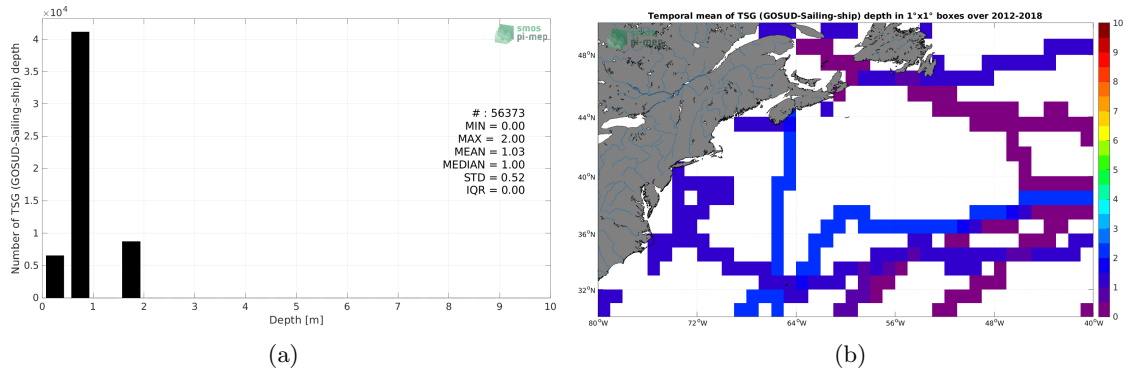 ×10⁴
4
3.5
3
2.5
2
1.5
1
0.5
0
Number of TSG (GOSUD-Sailing-ship) depth
0 1 2 3 4 5 6 7 8 9 10
Depth [m]
smos
pi-mep
# : 56373
MIN = 0.00
MAX = 2.00
MEAN = 1.03
MEDIAN = 1.00
STD = 0.52
IQR = 0.00
(a)
Temporal mean of TSG (GOSUD-Sailing-ship) depth in 1°x1° boxes over 2012-2018
smos
pi-mep
48°N
44°N
40°N
36°N
32°N
80°W 72°W 64°W 56°W 48°W 40°W
10
9
8
7
6
5
4
3
2
1
0
(b)